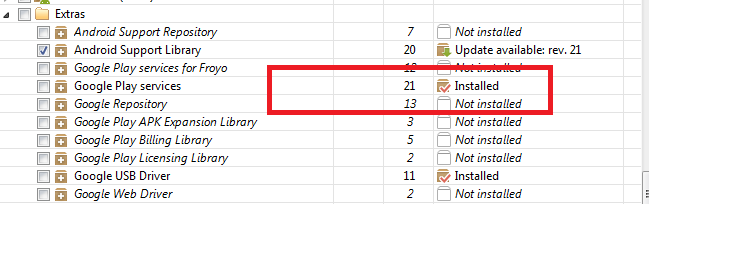 Extras
Android Support Repository 7 Not installed
Android Support Library 20 Update available: rev. 21
Google Play services for Froyo 12 Not installed
Google Play services 21 Installed
Google Repository 13 Not installed
Google Play APK Expansion Library 3 Not installed
Google Play Billing Library 5 Not installed
Google Play Licensing Library 2 Not installed
Google USB Driver 11 Installed
Google Web Driver 2 Not installed